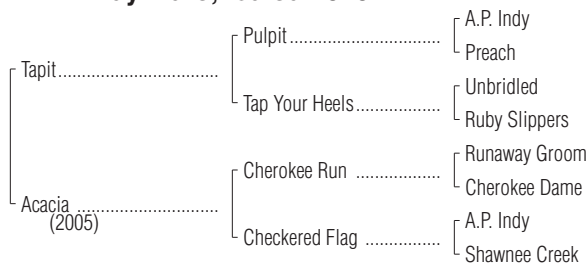 A.P. Indy
Pulpit
Preach
Tapit
Unbridled
Tap Your Heels
Ruby Slippers
Runaway Groom
Cherokee Run
Cherokee Dame
Acacia
(2005)
A.P. Indy
Checkered Flag
Shawnee Creek